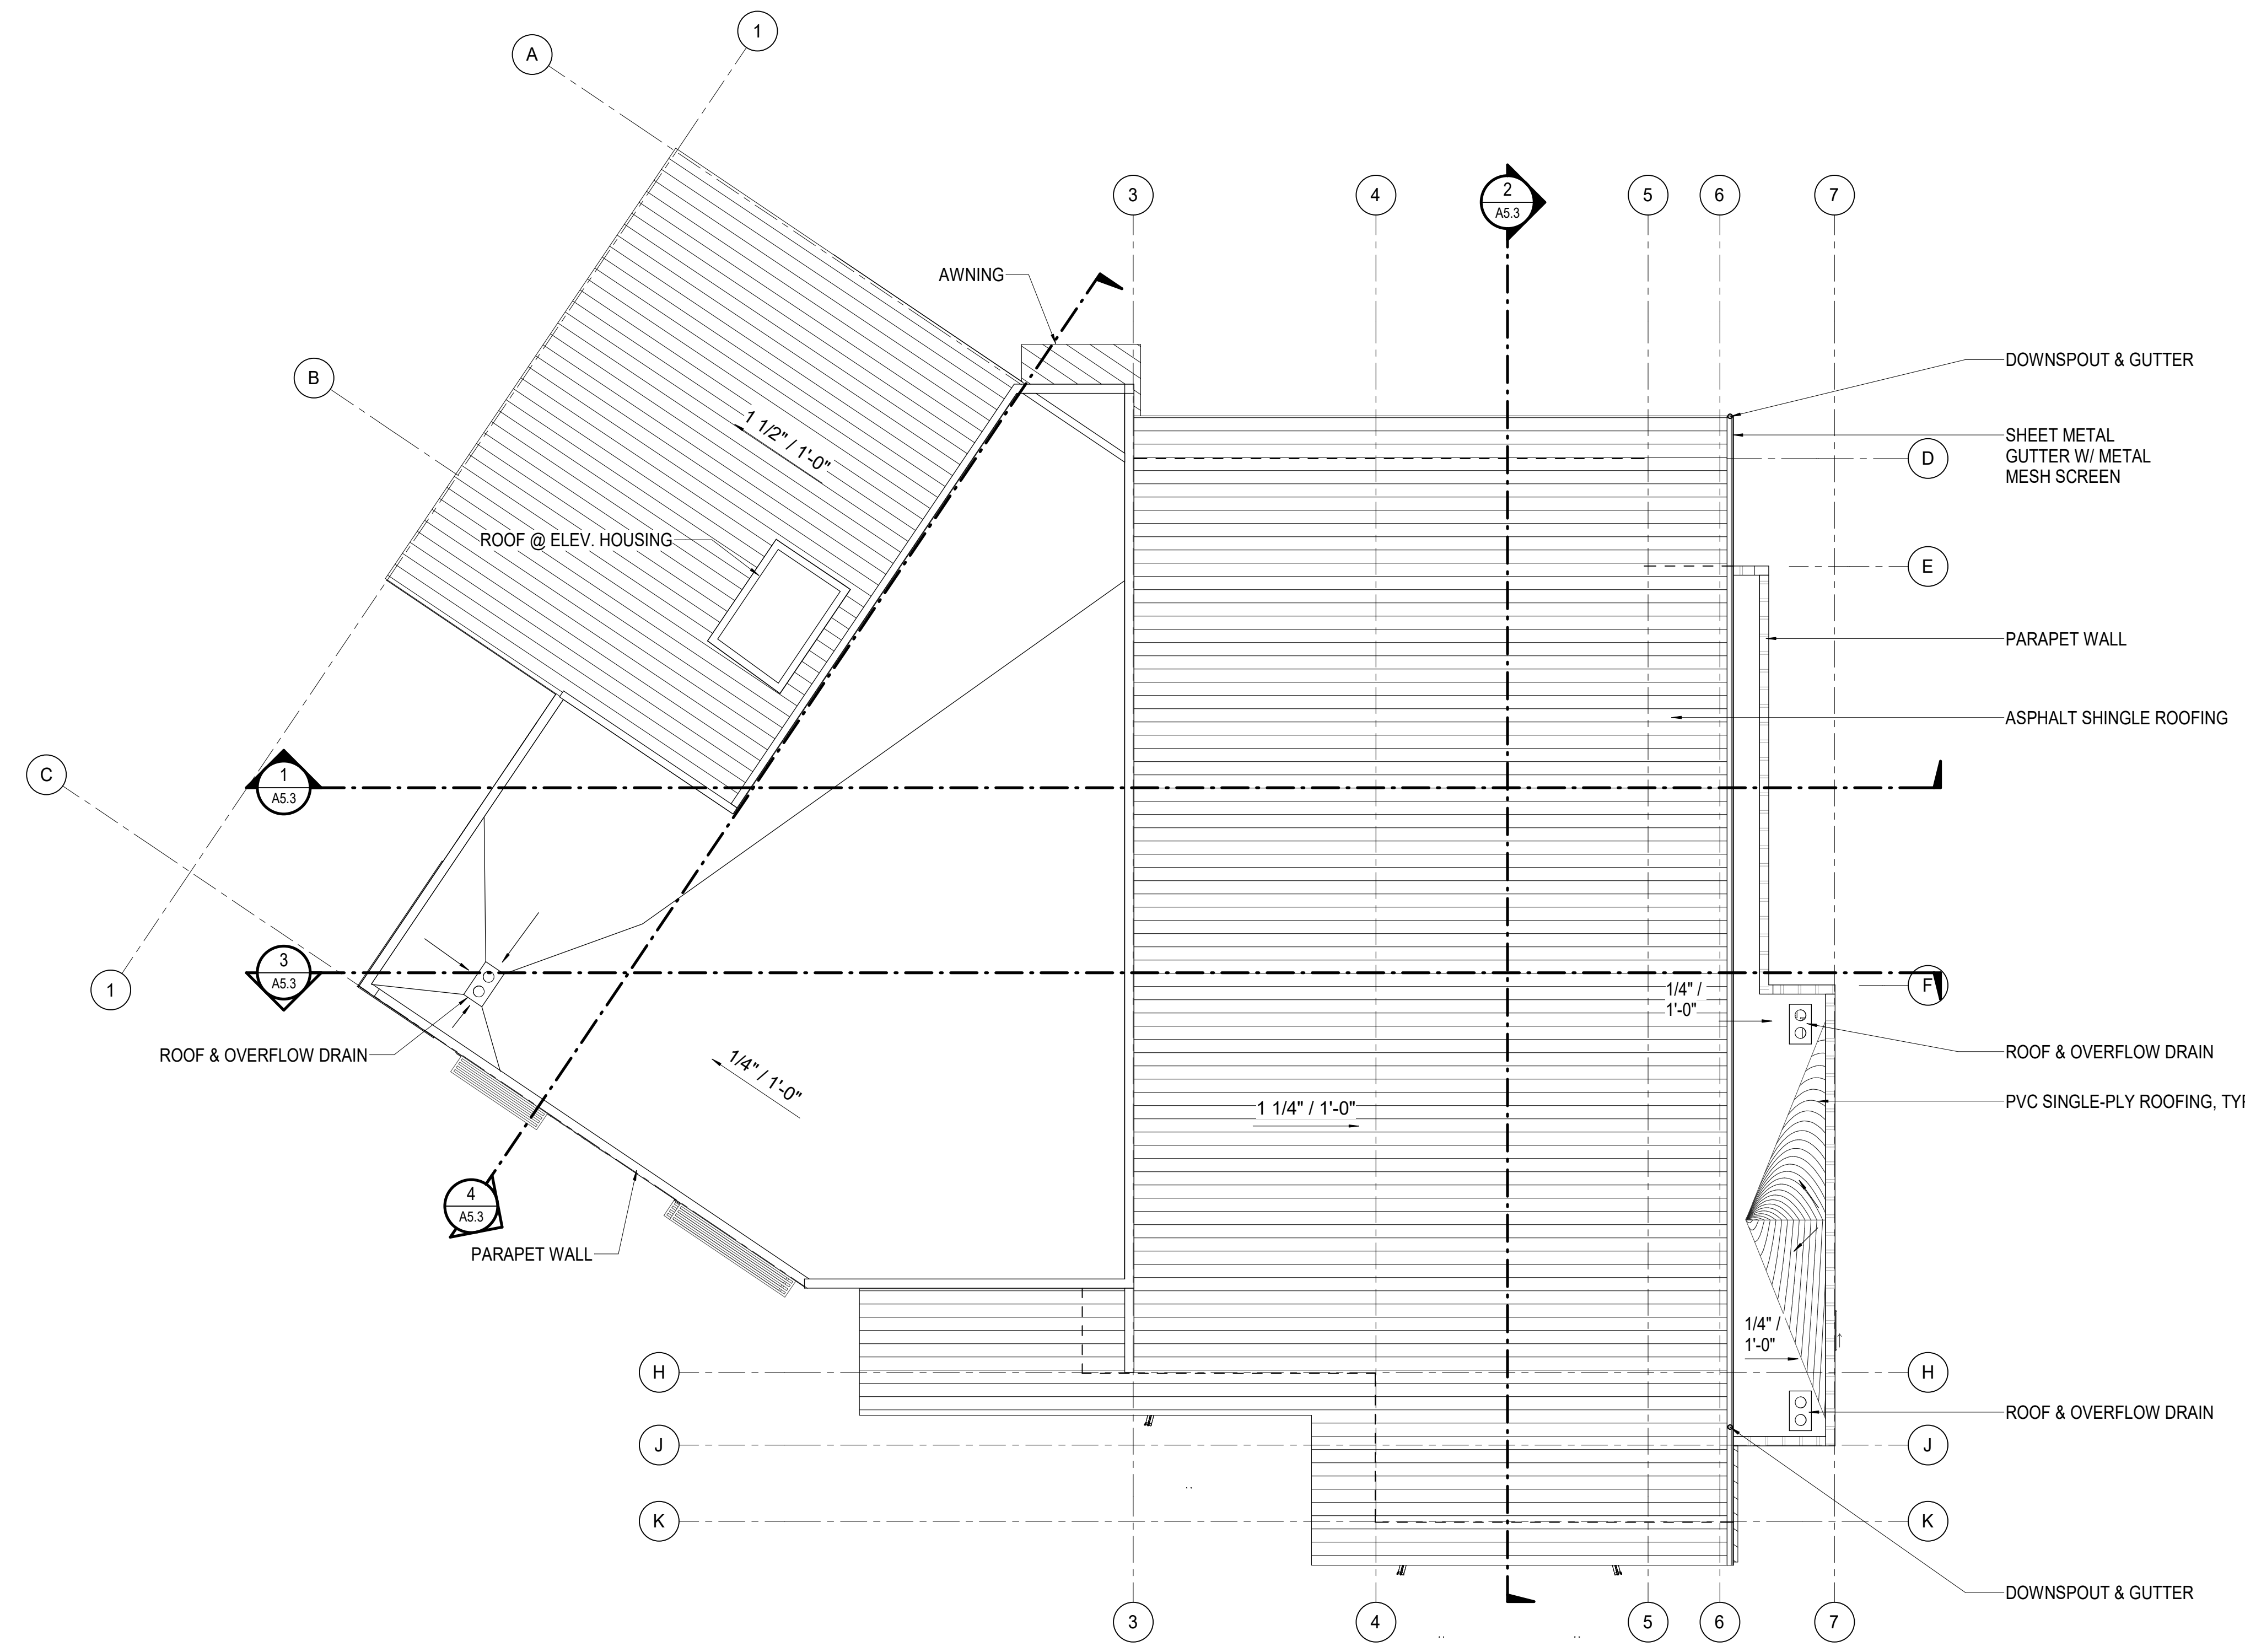 1
A
3
4
2
A5.3
5
6
7
AWNING
B
DOWNSPOUT & GUTTER
SHEET METAL
GUTTER W/ METAL
MESH SCREEN
D
1 1/2" / 1'-0"
ROOF @ ELEV. HOUSING
E
PARAPET WALL
ASPHALT SHINGLE ROOFING
C
1
A5.3
3
A5.3
1
F
1/4" /
1'-0"
ROOF & OVERFLOW DRAIN
ROOF & OVERFLOW DRAIN
1/4" / 1'-0"
1 1/4" / 1'-0"
PVC SINGLE-PLY ROOFING, TYP
4
A5.3
PARAPET WALL
1/4" /
1'-0"
H
H
ROOF & OVERFLOW DRAIN
J
J
K
K
DOWNSPOUT & GUTTER
3
4
5
6
7